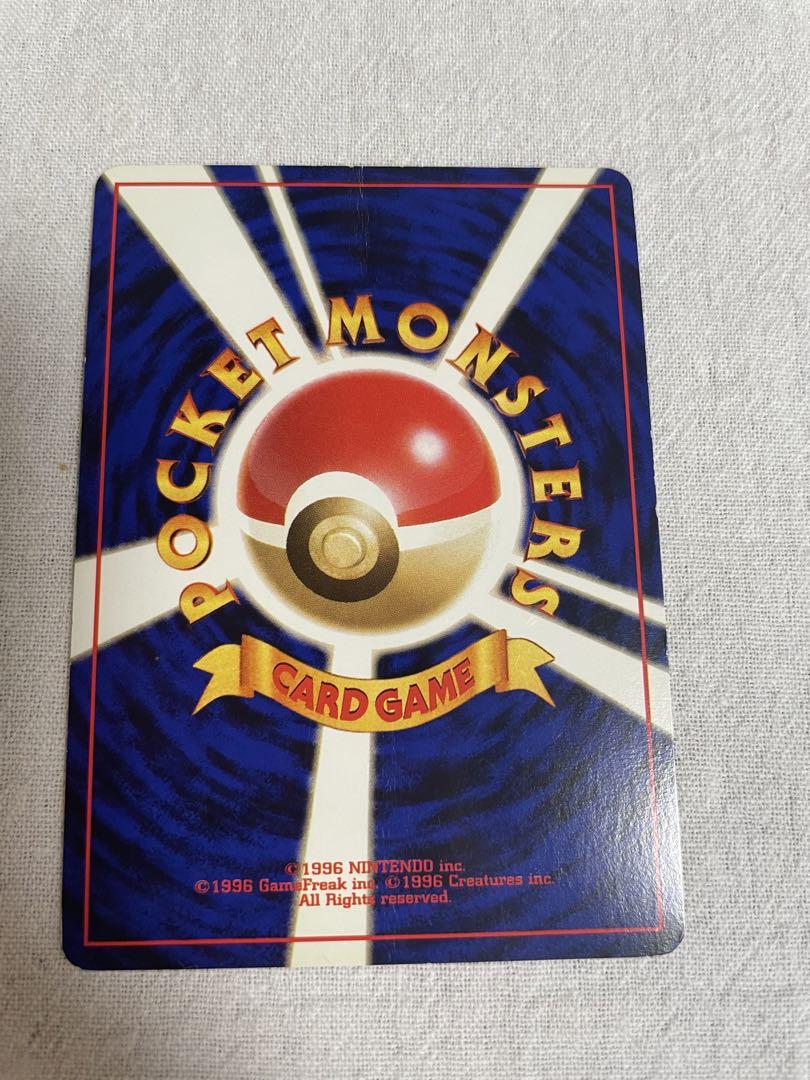 POCKET MONSTERS
CARD GAME
©1996 NINTENDO inc.
©1996 GameFreak inc. ©1996 Creatures inc.
All Rights reserved.